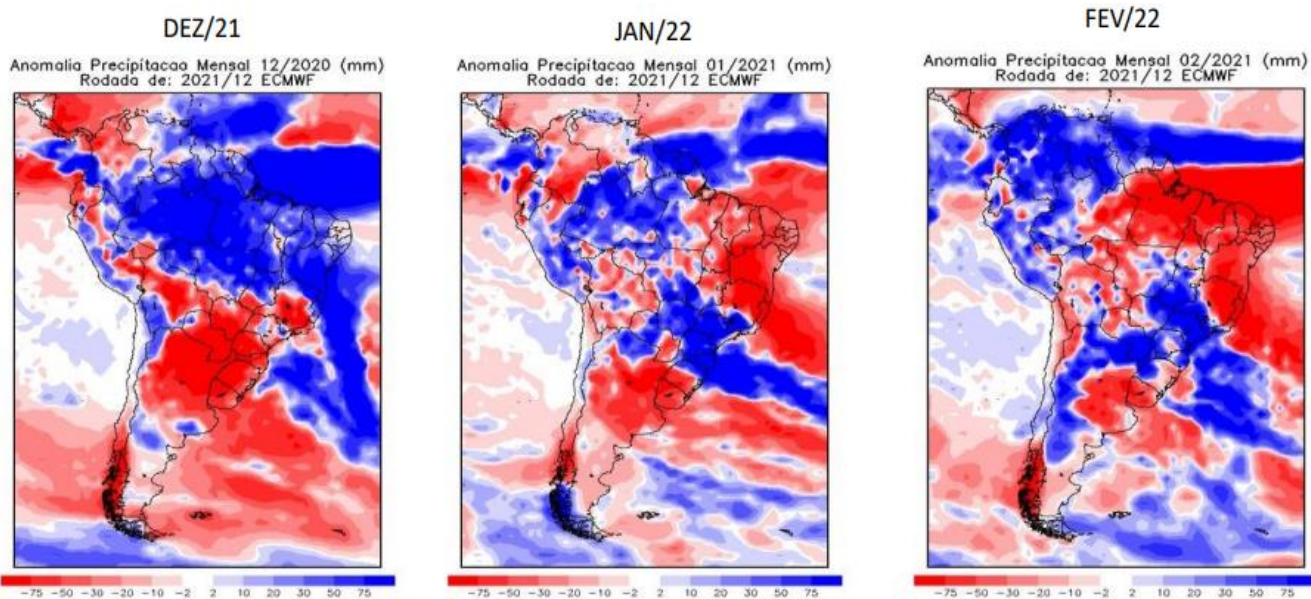 DEZ/21
Anomalia Precipitacao Mensal 12/2020 (mm)
Rodada de: 2021/12 ECMWF
-75 -50 -30 -20 -10 -2 2 10 20 30 50 75
JAN/22
Anomalia Precipitacao Mensal 01/2021 (mm)
Rodada de: 2021/12 ECMWF
-75 -50 -30 -20 -10 -2 2 10 20 30 50 75
FEV/22
Anomalia Precipitacao Mensal 02/2021 (mm)
Rodada de: 2021/12 ECMWF
-75 -50 -30 -20 -10 -2 2 10 20 30 50 75